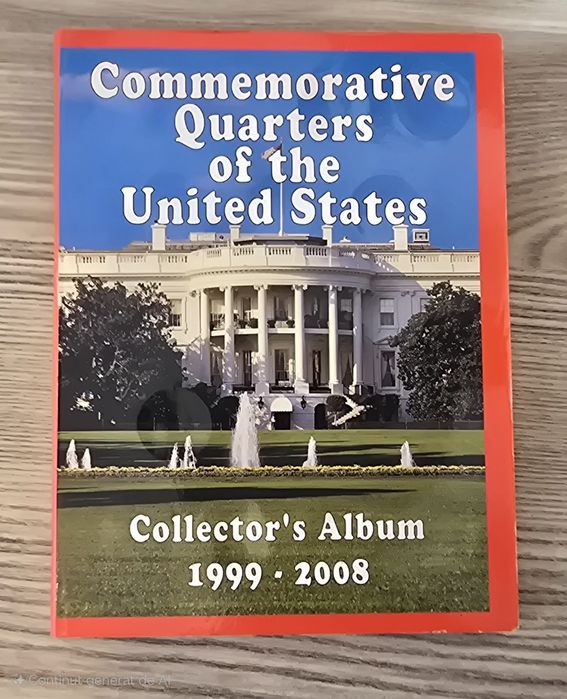 Commemorative
Quarters
of the
United States
Collector's Album
1999 - 2008
Conținut generat de AI